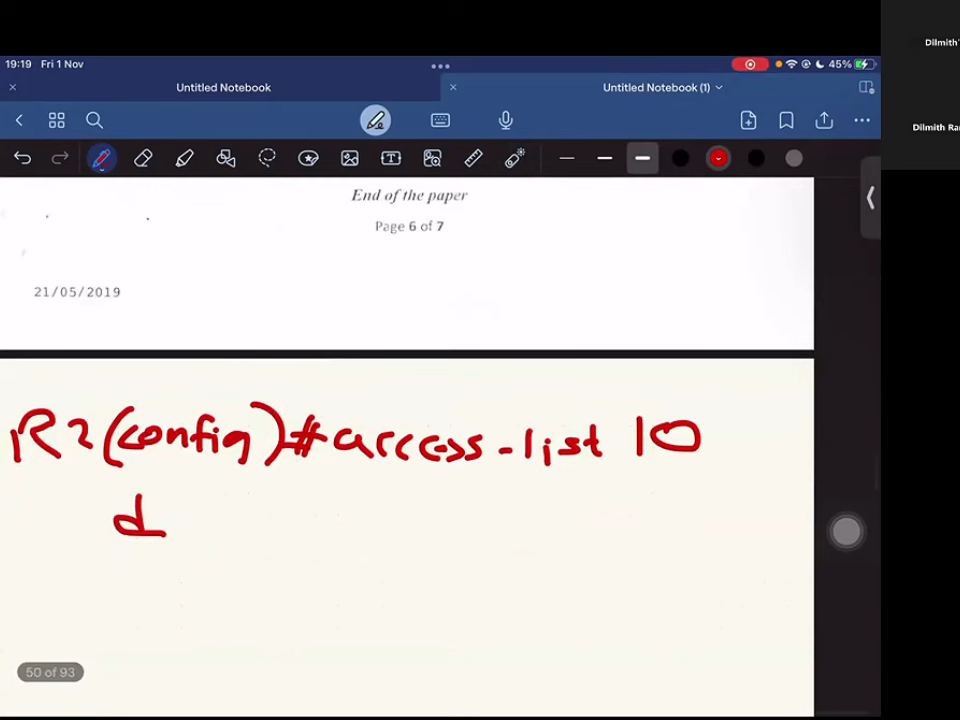 Dilmith'
19:19 Fri 1 Nov
45%
Untitled Notebook
Untitled Notebook (1)
Dilmith Ran
End of the paper
Page 6 of 7
21/05/2019
R2(config)#access-list 10
d
50 of 93